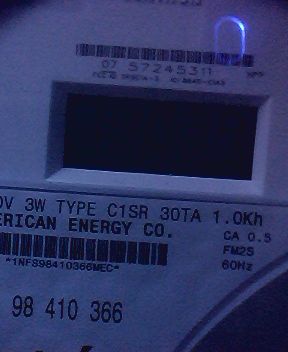 07 57245311
V 3W TYPE C1SR 30TA 1.0Kh
ERICAN ENERGY CO.
CA 0.5
FM2S
60Hz
*1NFS98410366MEC*
98 410 366